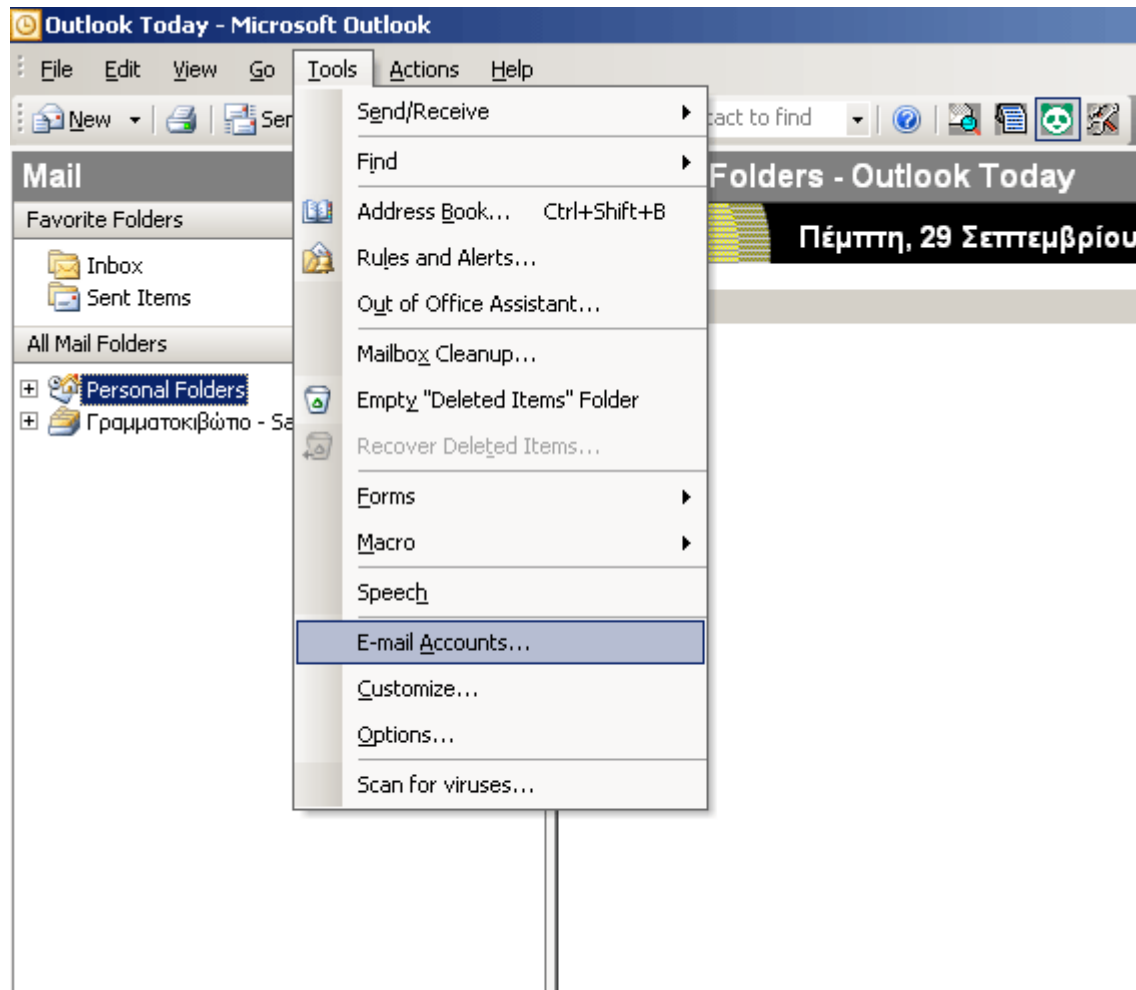 Outlook Today - Microsoft Outlook
File Edit View Go Tools Actions Help
New
Send/Receive
tact to find
Find
Mail
Folders - Outlook Today
Favorite Folders
Address Book... Ctrl+Shift+B
Πέμπτη, 29 Σεπτεμβρίου
Inbox
Rules and Alerts...
Sent Items
Out of Office Assistant...
All Mail Folders
Mailbox Cleanup...
Personal Folders
Empty "Deleted Items" Folder
Γραμματοκιβώτιο - Sa
Recover Deleted Items...
Forms
Macro
Speech
E-mail Accounts...
Customize...
Options...
Scan for viruses...